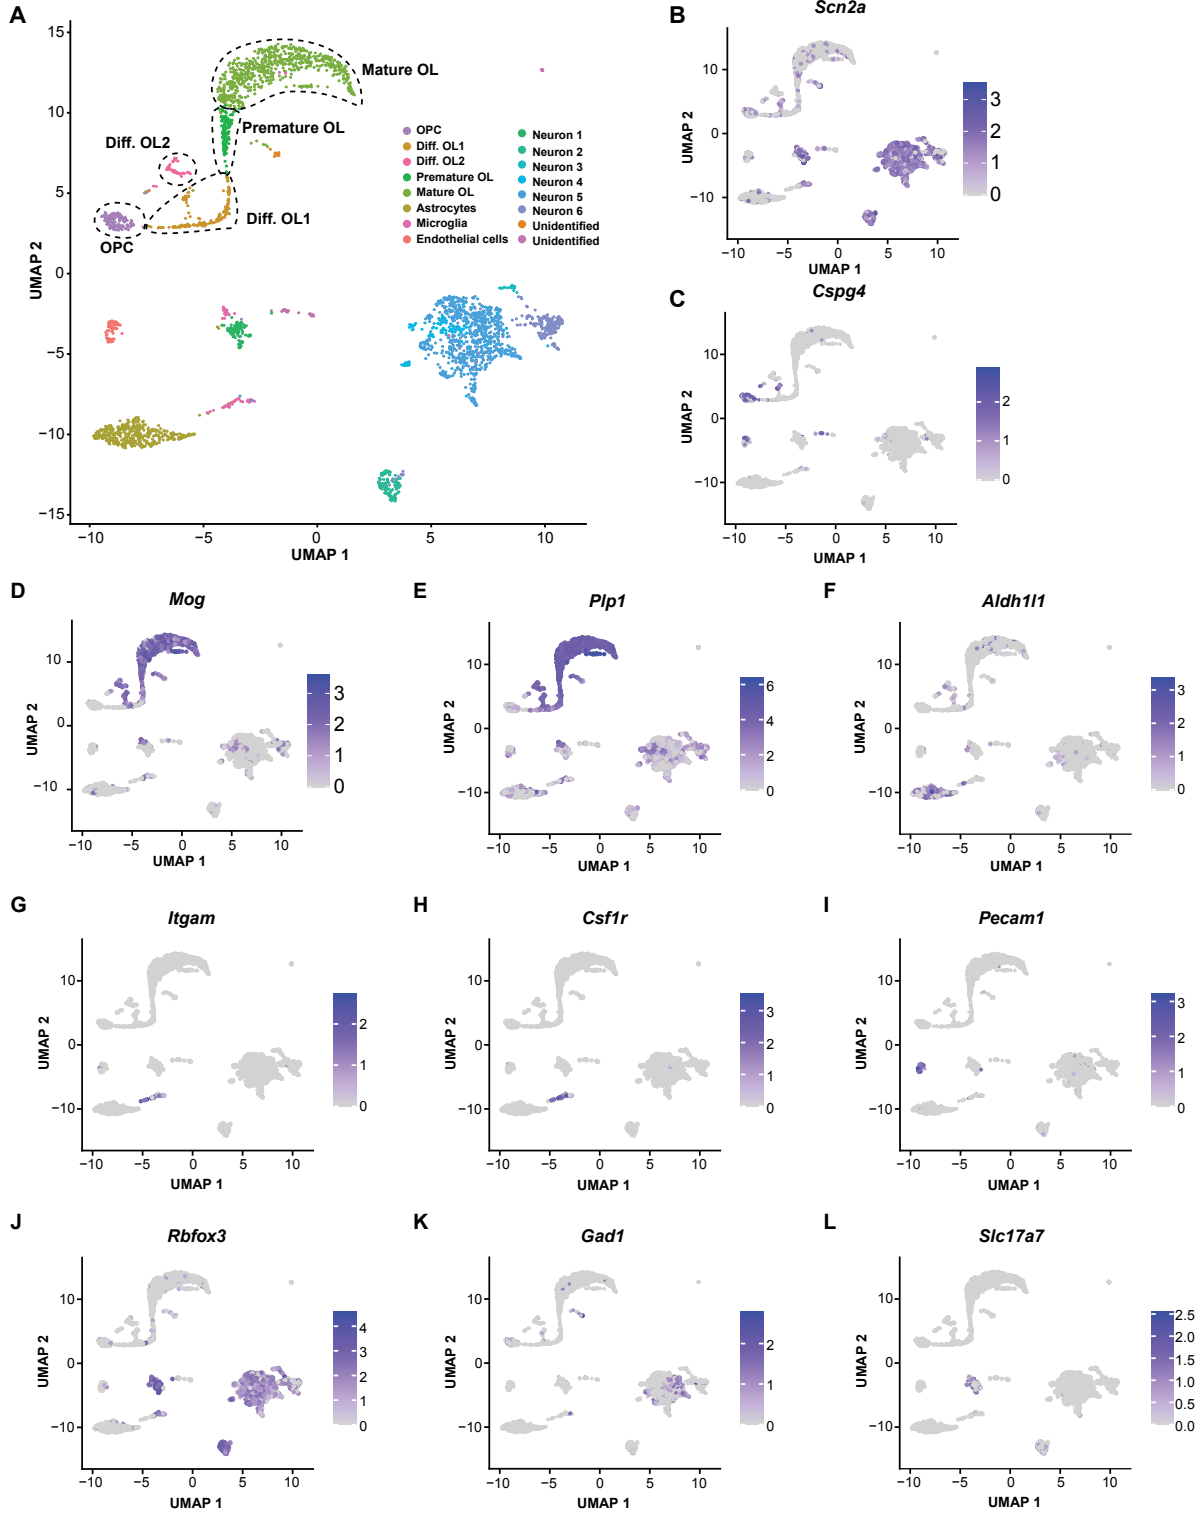 A
UMAP 2
15
10
5
0
−5
−10
−15
−10
−5
0
5
10
UMAP 1
Mature OL
Premature OL
Diff. OL2
Diff. OL1
OPC
OPC
Diff. OL1
Diff. OL2
Premature OL
Mature OL
Astrocytes
Microglia
Endothelial cells
Neuron 1
Neuron 2
Neuron 3
Neuron 4
Neuron 5
Neuron 6
Unidentified
Unidentified
B
Scn2a
UMAP 2
10
0
−10
−10
−5
0
5
10
UMAP 1
3
2
1
0
C
Cspg4
UMAP 2
10
0
−10
−10
−5
0
5
10
UMAP 1
2
1
0
D
Mog
UMAP 2
10
0
−10
−10
−5
0
5
10
UMAP 1
3
2
1
0
E
Plp1
UMAP 2
10
0
−10
−10
−5
0
5
10
UMAP 1
6
4
2
0
F
Aldh1l1
UMAP 2
10
0
−10
−10
−5
0
5
10
UMAP 1
3
2
1
0
G
Itgam
UMAP 2
10
0
−10
−10
−5
0
5
10
UMAP 1
2
1
0
H
Csf1r
UMAP 2
10
0
−10
−10
−5
0
5
10
UMAP 1
3
2
1
0
I
Pecam1
UMAP 2
10
0
−10
−10
−5
0
5
10
UMAP 1
3
2
1
0
J
Rbfox3
UMAP 2
10
0
−10
−10
−5
0
5
10
UMAP 1
4
3
2
1
0
K
Gad1
UMAP 2
10
0
−10
−10
−5
0
5
10
UMAP 1
2
1
0
L
Slc17a7
UMAP 2
10
0
−10
−10
−5
0
5
10
UMAP 1
2.5
2.0
1.5
1.0
0.5
0.0